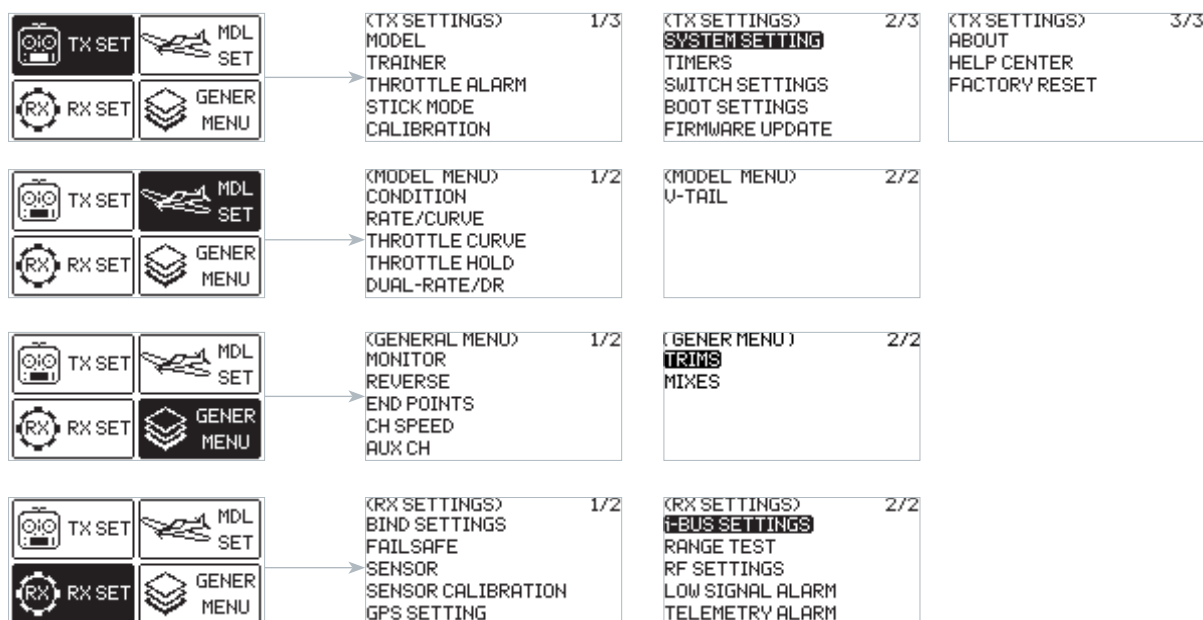 TX SET
MDL
SET
RX SET
GENER
MENU
(TX SETTINGS) 1/3
MODEL
TRAINER
THROTTLE ALARM
STICK MODE
CALIBRATION
(TX SETTINGS) 2/3
SYSTEM SETTING
TIMERS
SWITCH SETTINGS
BOOT SETTINGS
FIRMWARE UPDATE
(TX SETTINGS) 3/3
ABOUT
HELP CENTER
FACTORY RESET
TX SET
MDL
SET
RX
RX SET
GENER
MENU
(MODEL MENU) 1/2
CONDITION
RATE/CURVE
THROTTLE CURVE
THROTTLE HOLD
DUAL-RATE/DR
(MODEL MENU) 2/2
V-TAIL
TX SET
MDL
SET
RX
RX SET
GENER
MENU
(GENERAL MENU) 1/2
MONITOR
REVERSE
END POINTS
CH SPEED
AUX CH
(GENER MENU) 2/2
TRIMS
MIXES
TX SET
MDL
SET
RX
RX SET
GENER
MENU
(RX SETTINGS) 1/2
BIND SETTINGS
FAILSAFE
SENSOR
SENSOR CALIBRATION
GPS SETTING
(RX SETTINGS) 2/2
i-BUS SETTINGS
RANGE TEST
RF SETTINGS
LOW SIGNAL ALARM
TELEMETRY ALARM